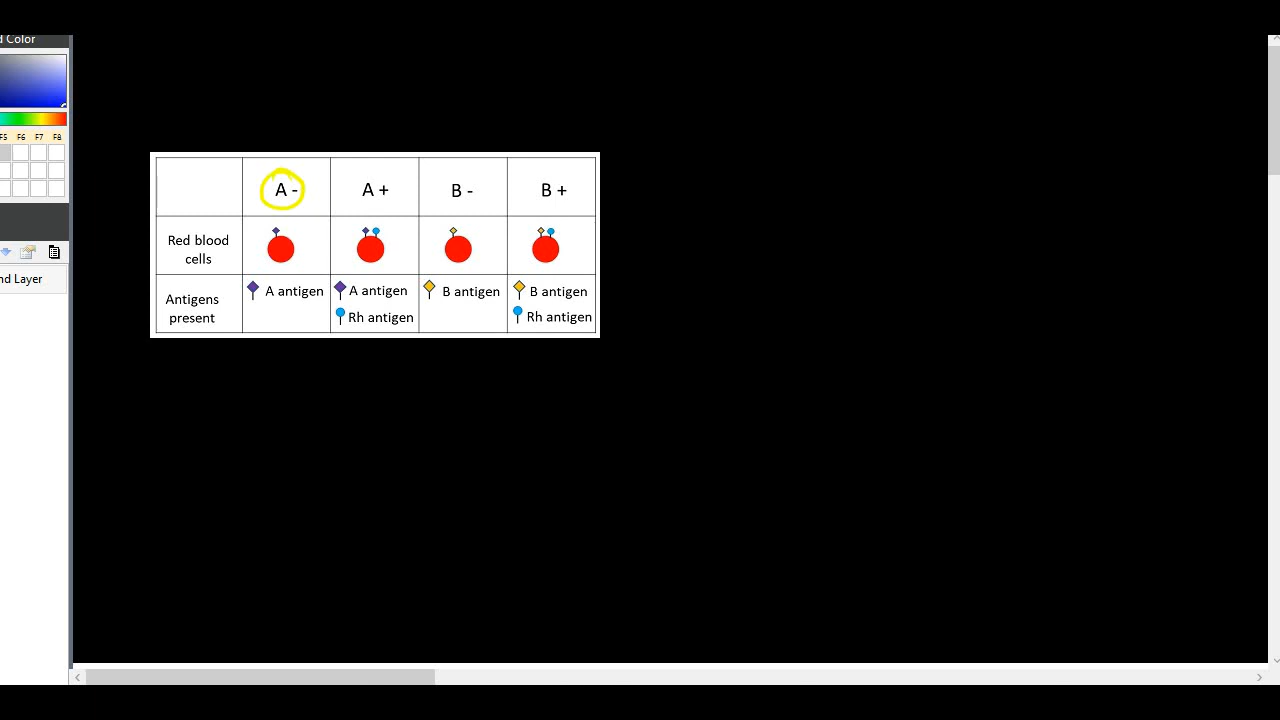 d Color
F5 F6 F7 F8
nd Layer
A - A + B - B +
Red blood
cells
Antigens
present
A antigen
A antigen
Rh antigen
B antigen
B antigen
Rh antigen